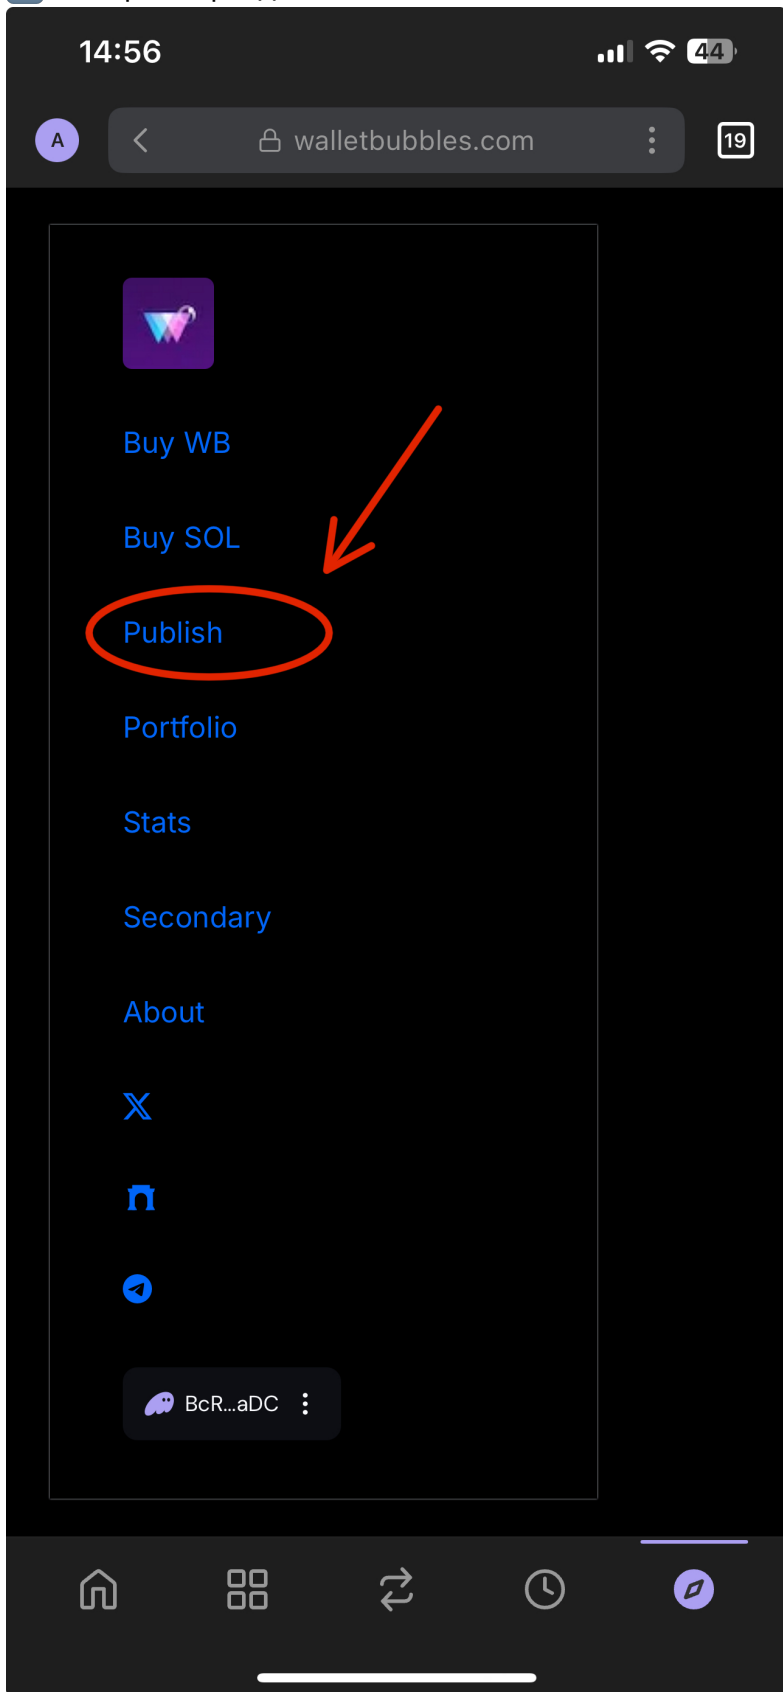 14:56
44
A
walletbubbles.com
19
Buy WB
Buy SOL
Publish
Portfolio
Stats
Secondary
About
BcR...aDC